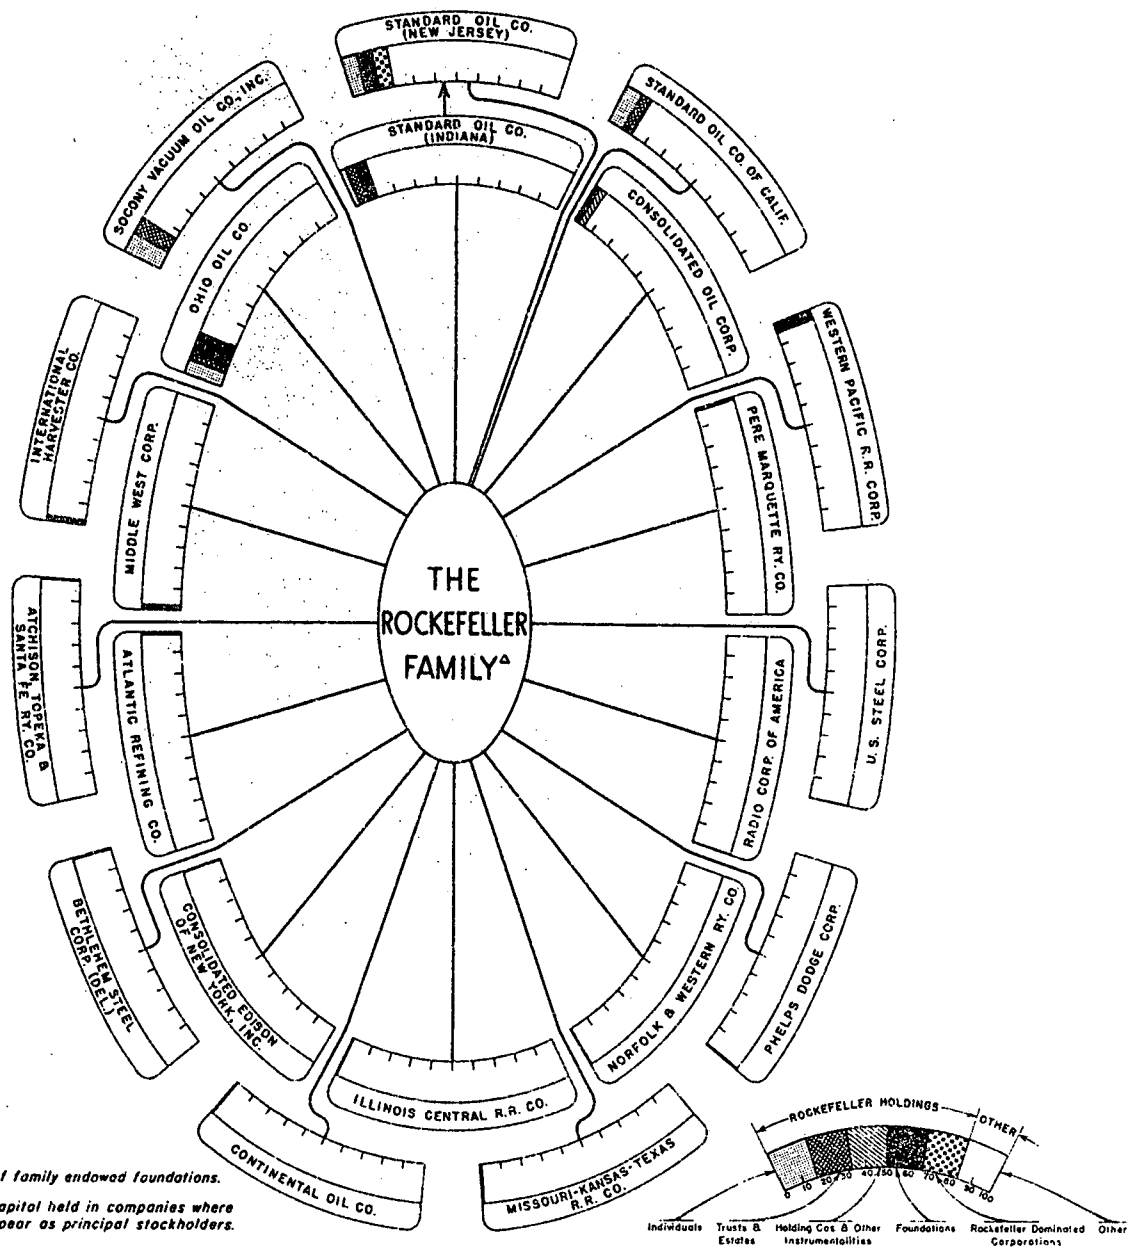 STANDARD OIL CO.
(NEW JERSEY)
STANDARD OIL CO.
(INDIANA)
SOCONY VACUUM OIL CO., INC.
STANDARD OIL CO. OF CALIF.
OHIO OIL CO.
CONSOLIDATED OIL CORP.
INTERNATIONAL
HARVESTER CO.
WESTERN PACIFIC R.R. CORP.
MIDDLE WEST CORP.
PERE MARQUETTE RY. CO.
THE
ROCKEFELLER
FAMILY△
ATCHISON, TOPEKA &
SANTA FE RY. CO.
U.S. STEEL CORP.
ATLANTIC REFINING CO.
RADIO CORP. OF AMERICA
BETHLEHEM STEEL
CORP. (DEL.)
CONSOLIDATED EDISON
OF NEW YORK, INC.
NORFOLK & WESTERN RY. CO.
PHELPS DODGE CORP.
ILLINOIS CENTRAL R.R. CO.
CONTINENTAL OIL CO.
MISSOURI-KANSAS-TEXAS
R.R. CO.
f family endowed foundations.
apital held in companies where
pear as principal stockholders.
ROCKEFELLER HOLDINGS OTHER
0 10 20 30 40 50 60 70 80 90 100
Individuals Trusts & Holding Cos & Other Foundations Rockefeller Dominated Other
Estates Instrumentalities Corporations